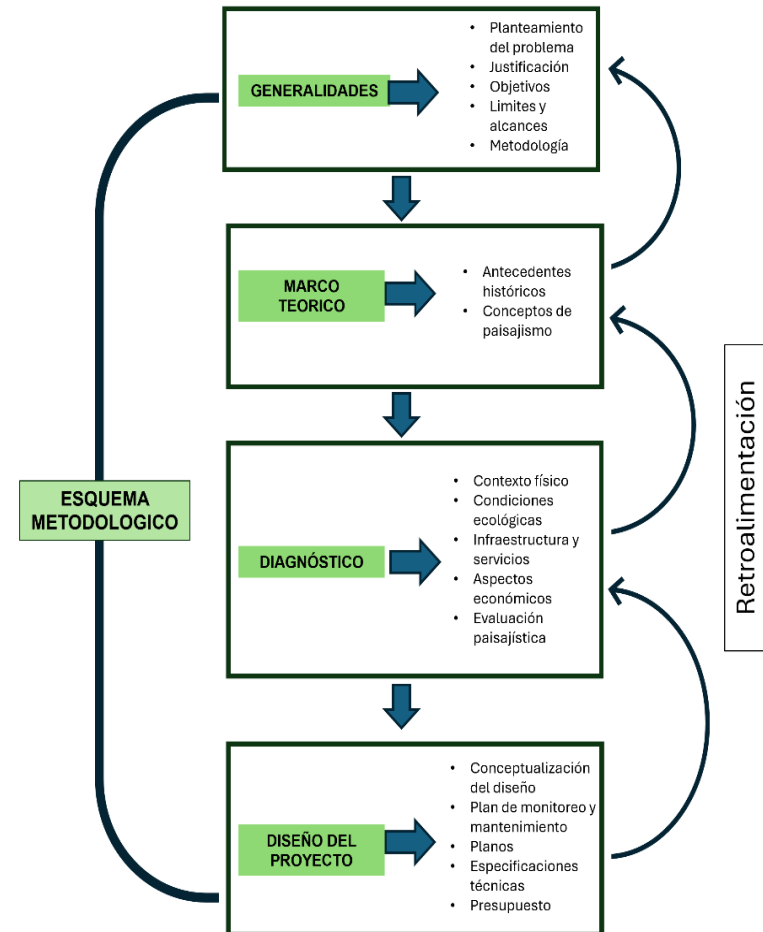 GENERALIDADES
• Planteamiento
del problema
• Justificación
• Objetivos
• Limites y
alcances
• Metodología
MARCO
TEORICO
• Antecedentes
históricos
• Conceptos de
paisajismo
ESQUEMA
METODOLOGICO
DIAGNÓSTICO
• Contexto físico
• Condiciones
ecológicas
• Infraestructura y
servicios
• Aspectos
económicos
• Evaluación
paisajística
Retroalimentación
DISEÑO DEL
PROYECTO
• Conceptualización
del diseño
• Plan de monitoreo y
mantenimiento
• Planos
• Especificaciones
técnicas
• Presupuesto